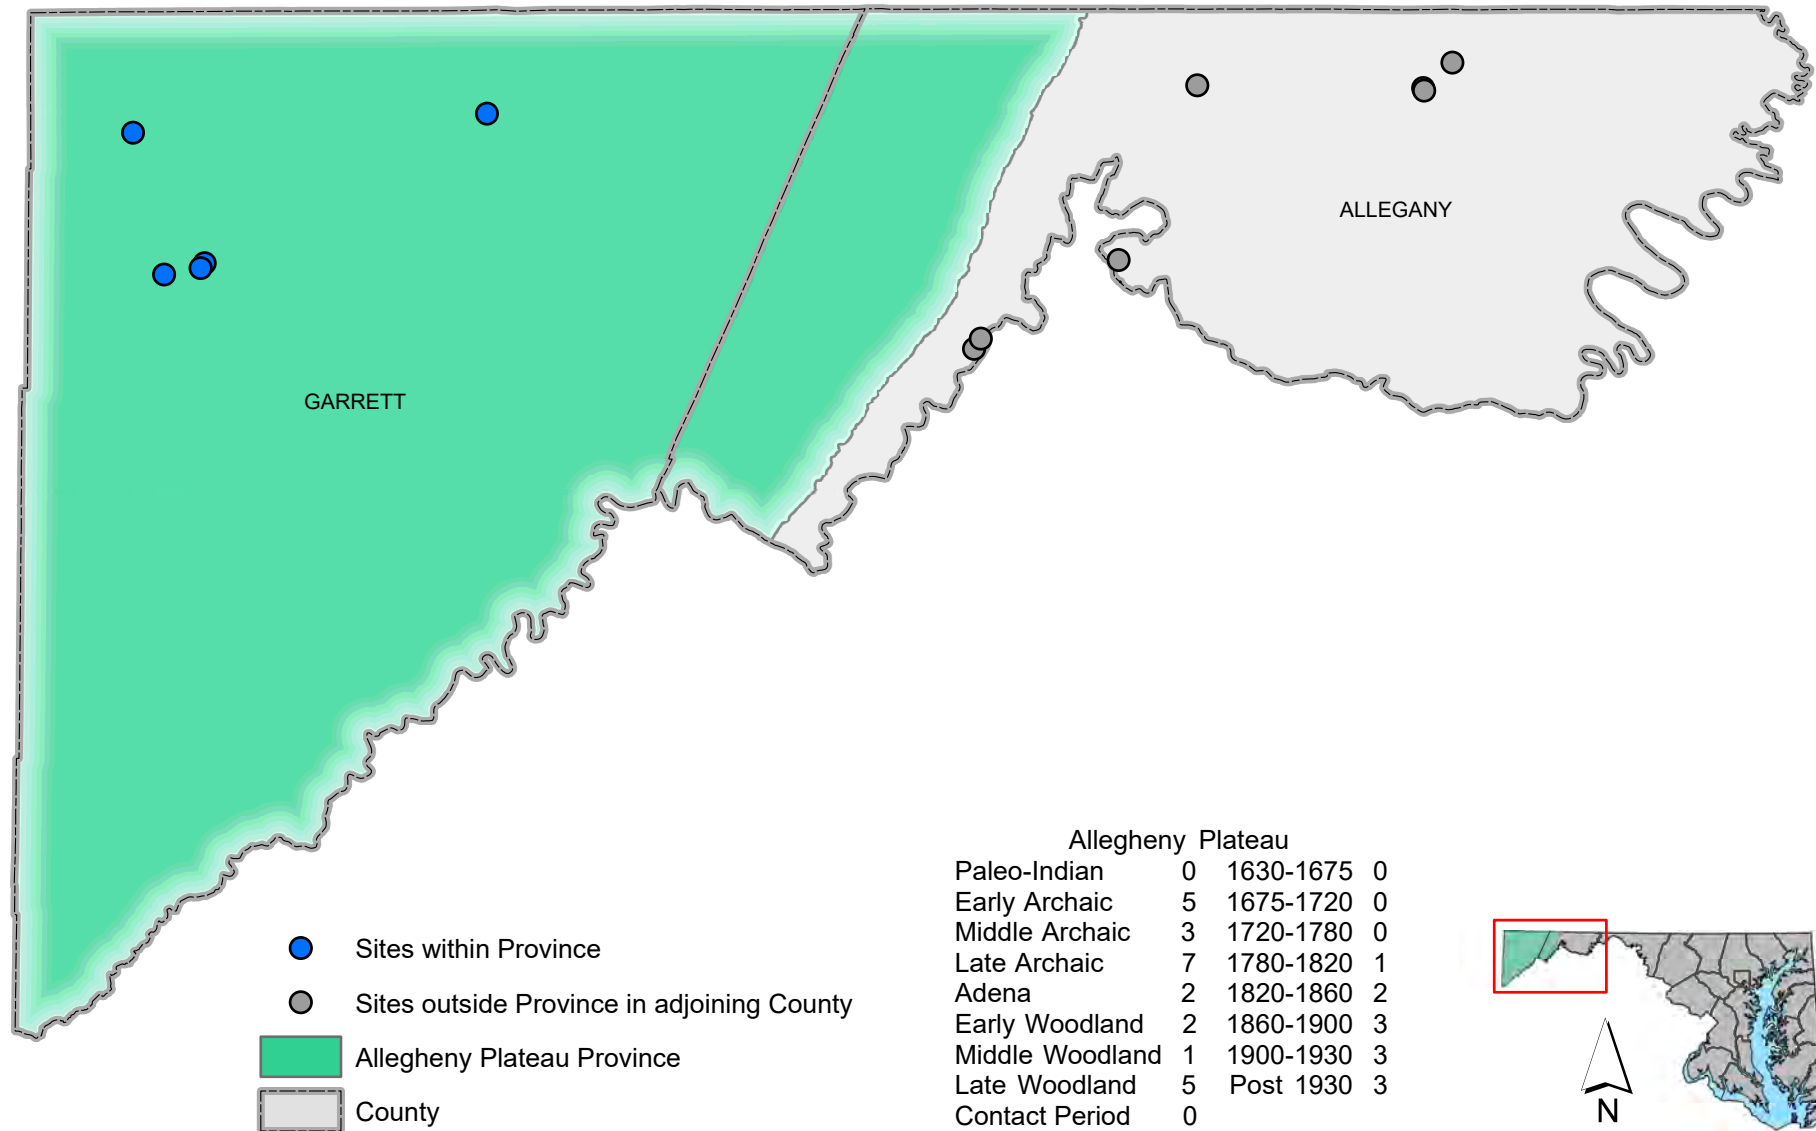 ALLEGANY
GARRETT
Sites within Province
Sites outside Province in adjoining County
Allegheny Plateau Province
County
Allegheny Plateau
Paleo-Indian 0 1630-1675 0
Early Archaic 5 1675-1720 0
Middle Archaic 3 1720-1780 0
Late Archaic 7 1780-1820 1
Adena 2 1820-1860 2
Early Woodland 2 1860-1900 3
Middle Woodland 1 1900-1930 3
Late Woodland 5 Post 1930 3
Contact Period 0
N